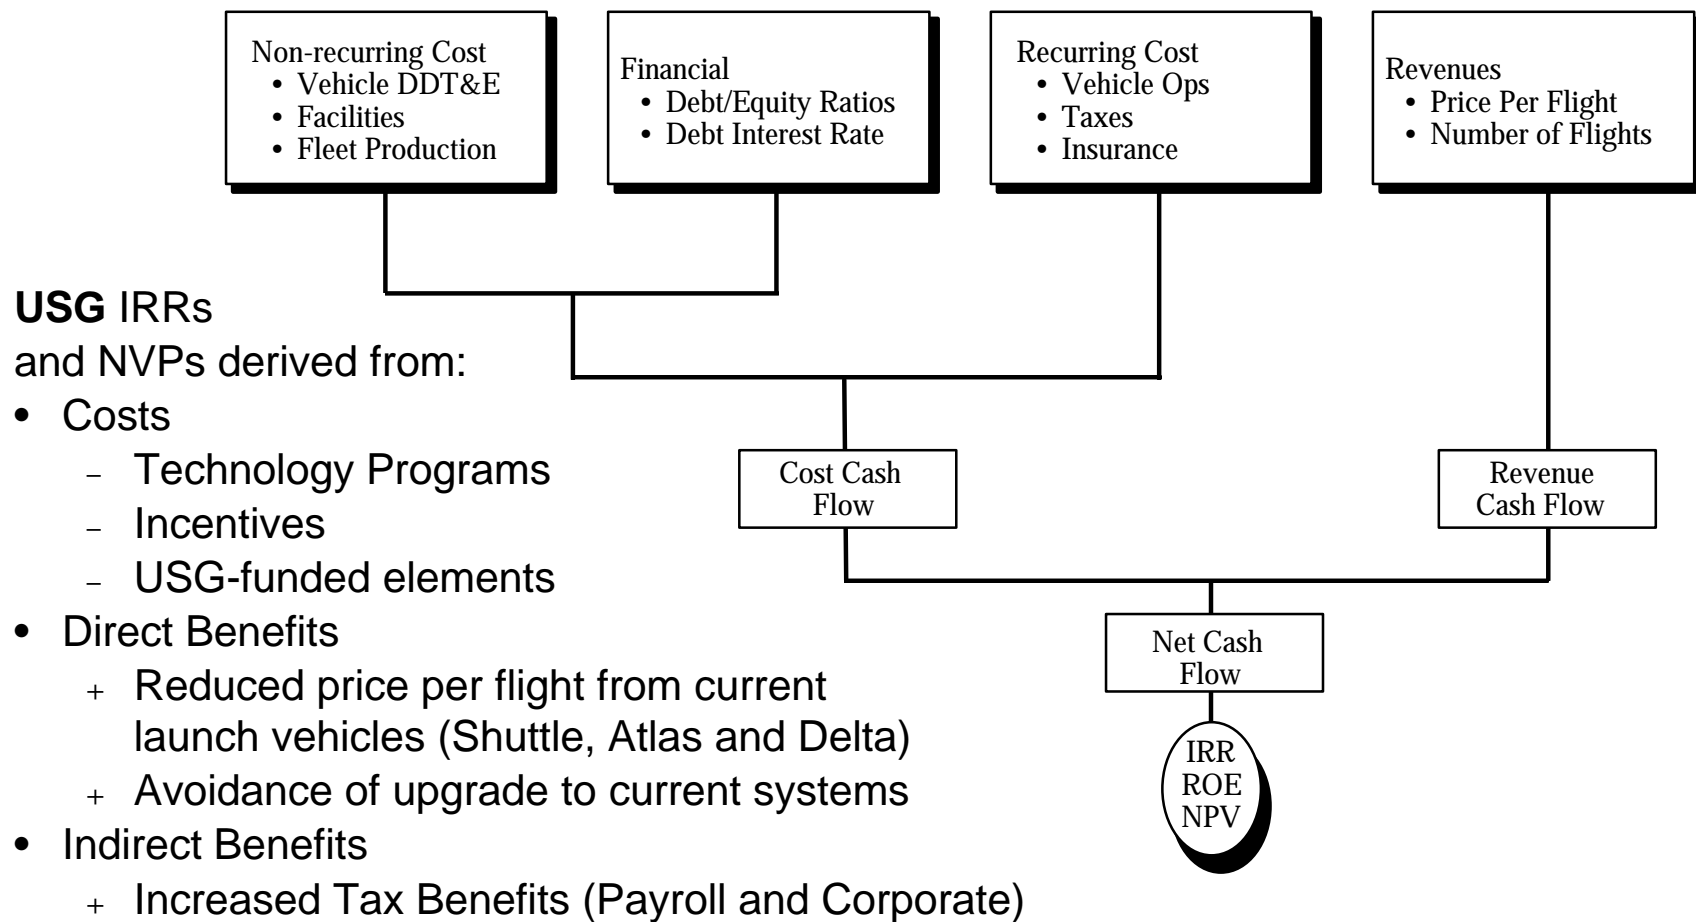 Non-recurring Cost
• Vehicle DDT&E
• Facilities
• Fleet Production
Financial
• Debt/Equity Ratios
• Debt Interest Rate
Recurring Cost
• Vehicle Ops
• Taxes
• Insurance
Revenues
• Price Per Flight
• Number of Flights
USG IRRs
and NVPs derived from:
• Costs
– Technology Programs
– Incentives
– USG-funded elements
• Direct Benefits
+ Reduced price per flight from current
launch vehicles (Shuttle, Atlas and Delta)
+ Avoidance of upgrade to current systems
• Indirect Benefits
+ Increased Tax Benefits (Payroll and Corporate)
Cost Cash
Flow
Revenue
Cash Flow
Net Cash
Flow
IRR
ROE
NPV